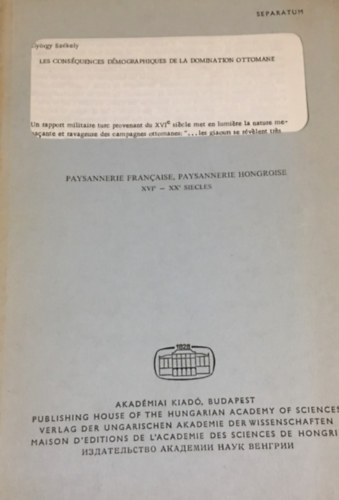 SEPARATUM
György Székely
LES CONSÉQUENCES DÉMOGRAPHIQUES DE LA DOMINATION OTTOMANE
Un rapport militaire turc provenant du XVIe siècle met en lumière la nature me-
naçante et ravageuse des campagnes ottomanes: "...les giaours se révèlent très
PAYSANNERIE FRANÇAISE, PAYSANNERIE HONGROISE
XVIe – XXe SIECLES
1828
AKADÉMIAI KIADÓ, BUDAPEST
PUBLISHING HOUSE OF THE HUNGARIAN ACADEMY OF SCIENCES
VERLAG DER UNGARISCHEN AKADEMIE DER WISSENSCHAFTEN
MAISON D'EDITIONS DE L'ACADEMIE DES SCIENCES DE HONGRI
ИЗДАТЕЛЬСТВО АКАДЕМИИ НАУК ВЕНГРИИ